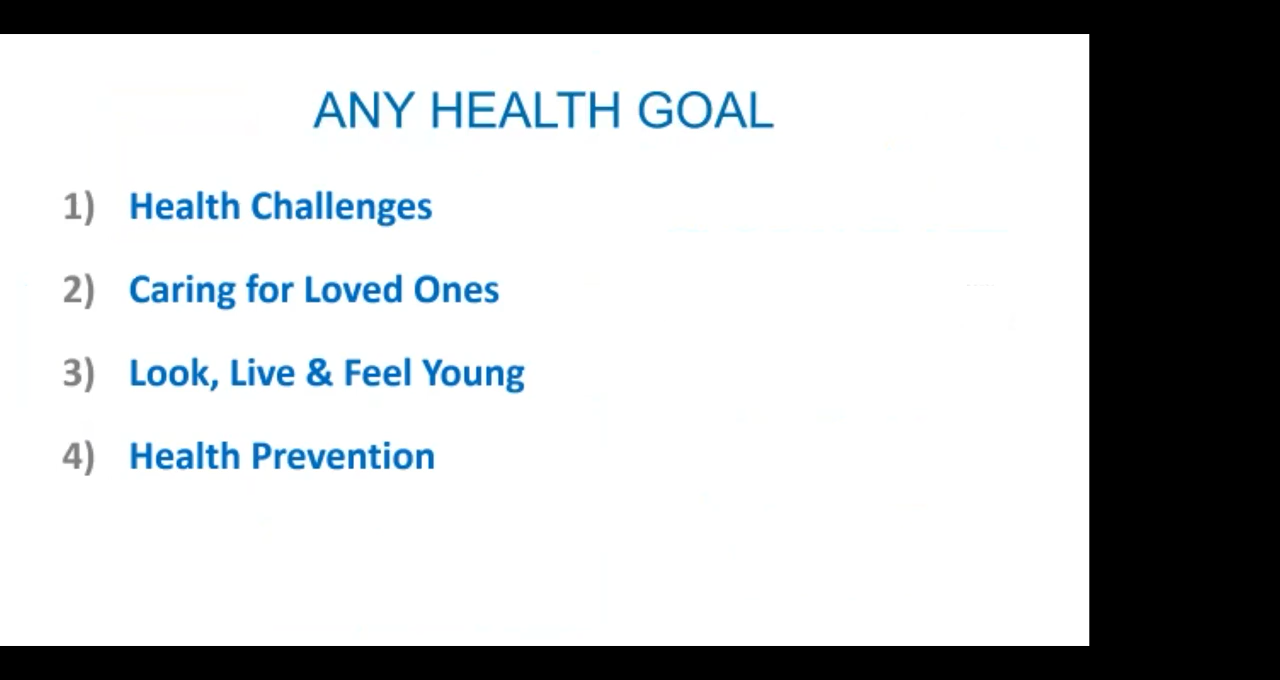 ANY HEALTH GOAL
1) Health Challenges
2) Caring for Loved Ones
3) Look, Live & Feel Young
4) Health Prevention